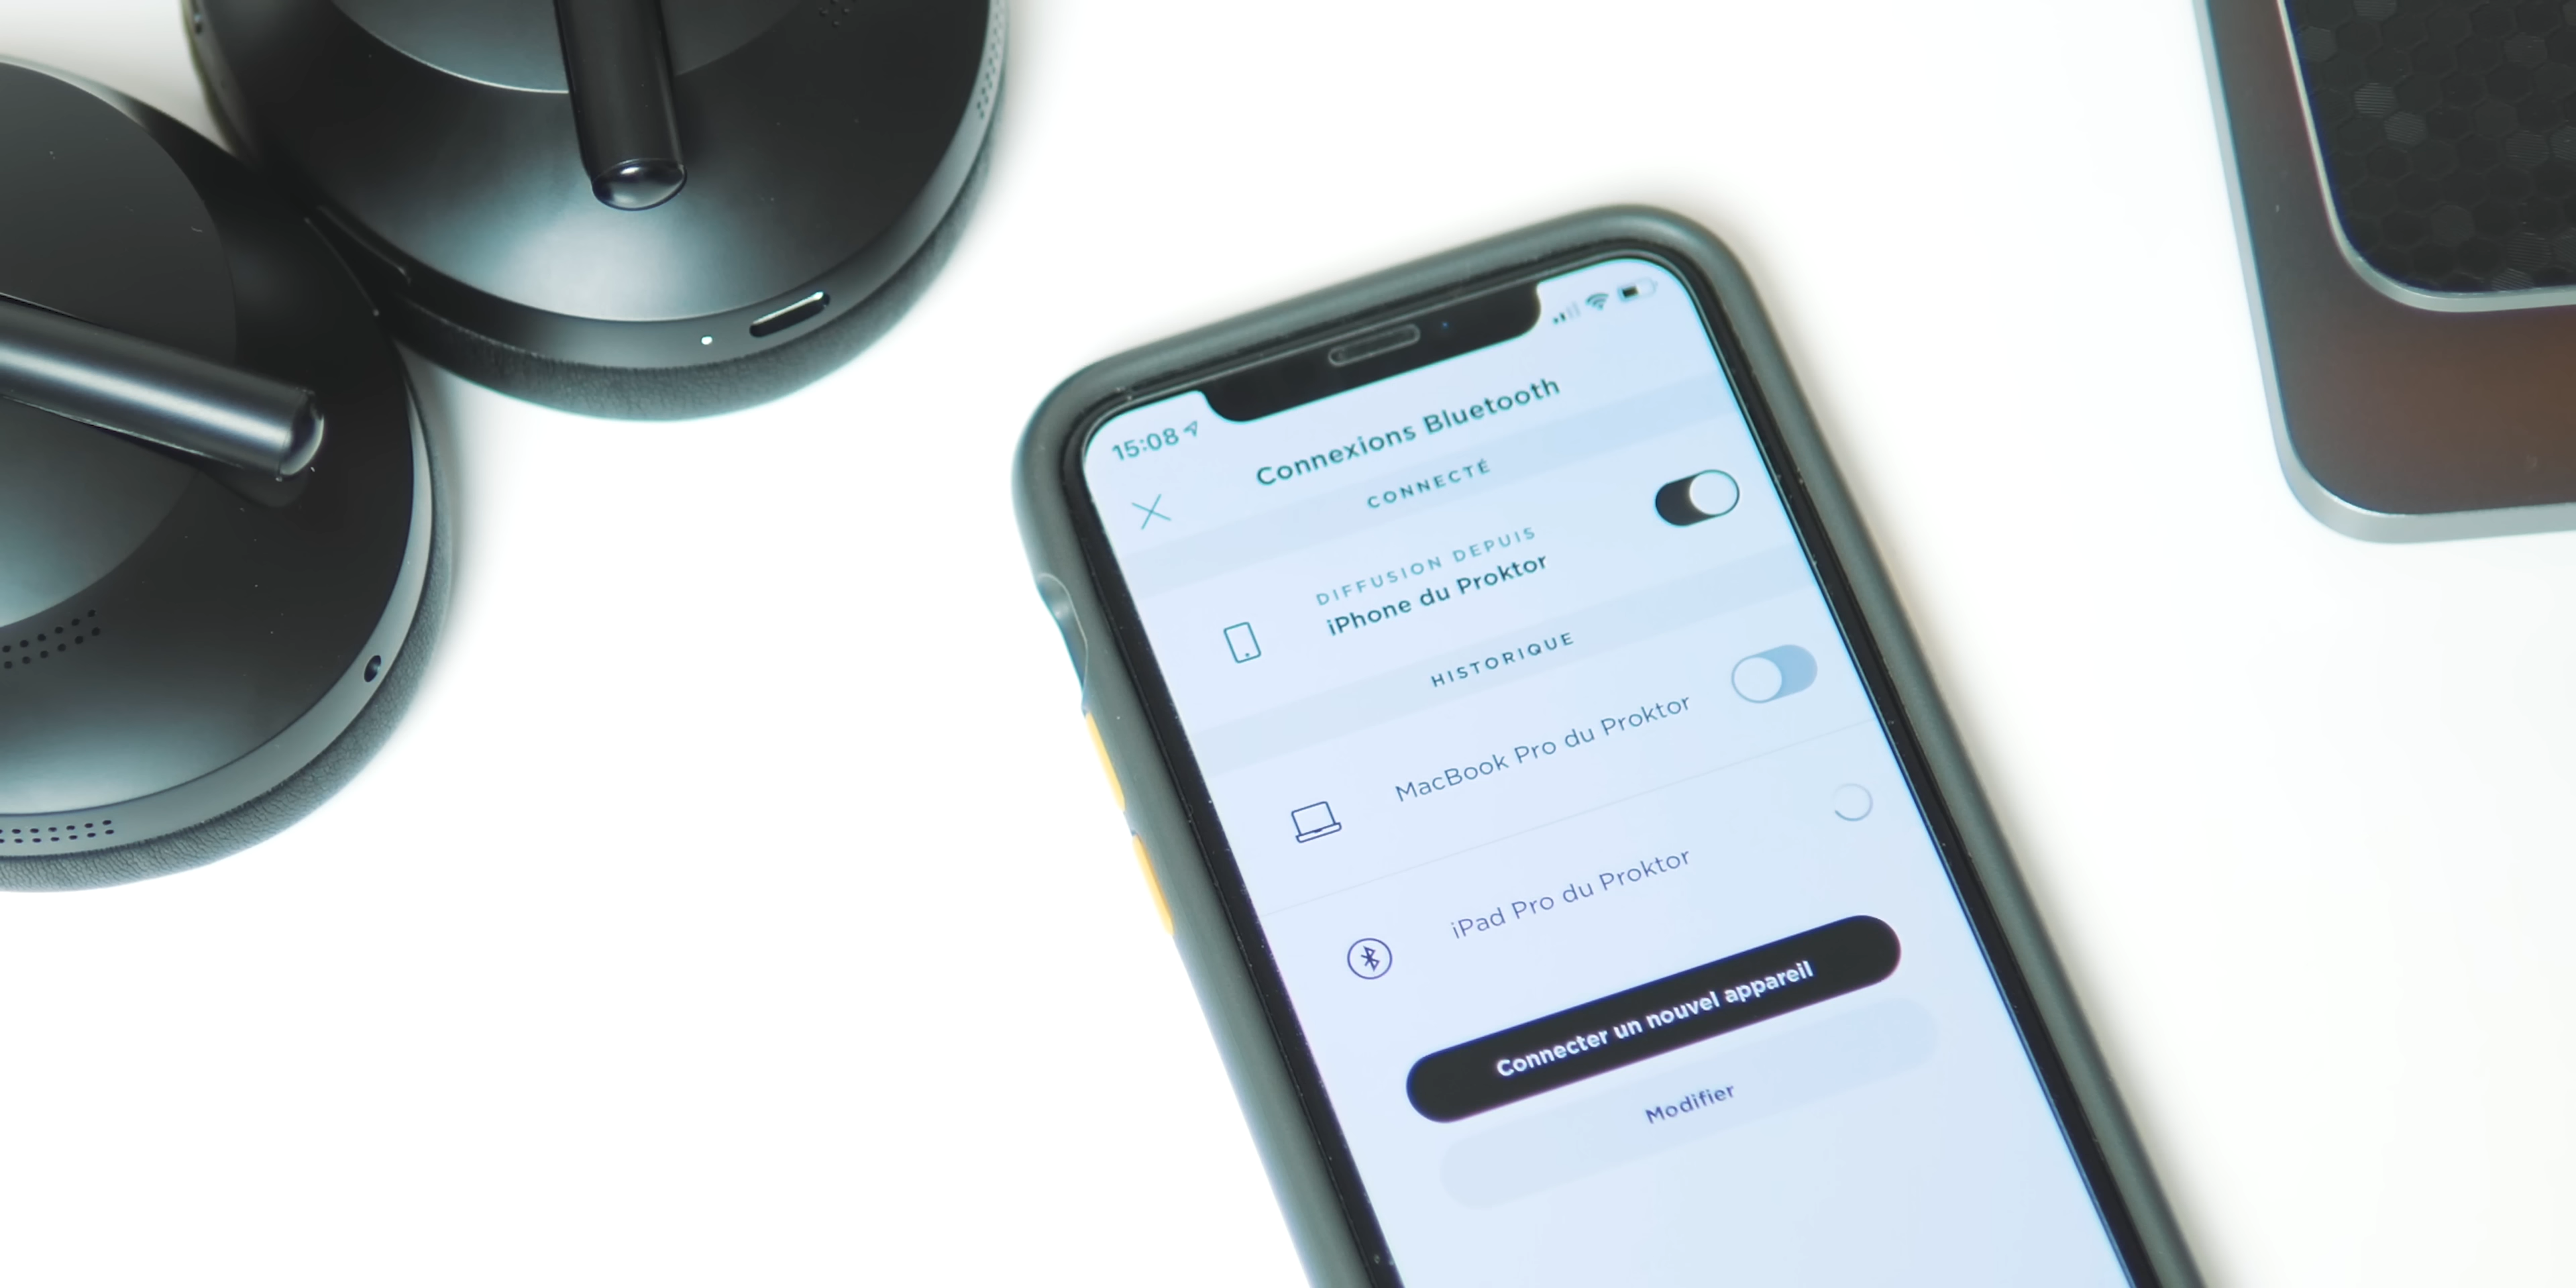 15:08
Connexions Bluetooth
CONNECTÉ
DIFFUSION DEPUIS
iPhone du Proktor
HISTORIQUE
MacBook Pro du Proktor
iPad Pro du Proktor
Connecter un nouvel appareil
Modifier